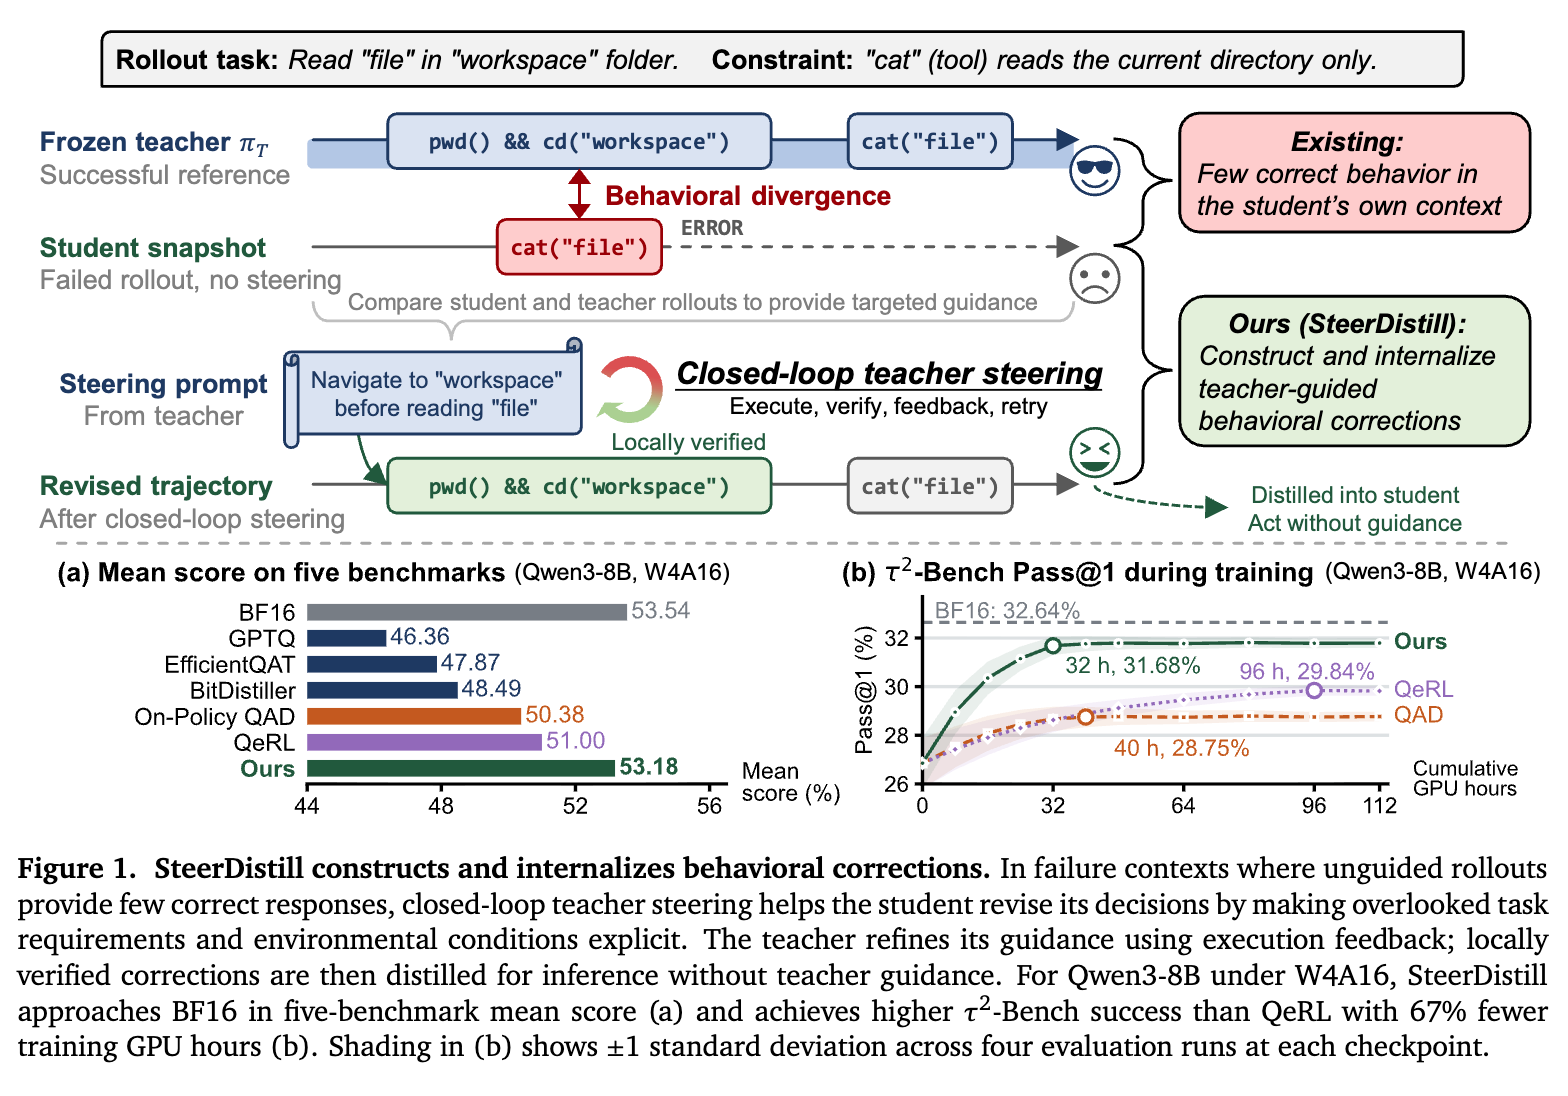 Rollout task: Read "file" in "workspace" folder. Constraint: "cat" (tool) reads the current directory only.
Frozen teacher π_T
Successful reference
pwd() && cd("workspace")
cat("file")
Behavioral divergence
Existing:
Few correct behavior in
the student's own context
Student snapshot
Failed rollout, no steering
cat("file")
ERROR
Compare student and teacher rollouts to provide targeted guidance
Steering prompt
From teacher
Navigate to "workspace"
before reading "file"
Closed-loop teacher steering
Execute, verify, feedback, retry
Ours (SteerDistill):
Construct and internalize
teacher-guided
behavioral corrections
Locally verified
Revised trajectory
After closed-loop steering
pwd() && cd("workspace")
cat("file")
Distilled into student
Act without guidance
(a) Mean score on five benchmarks (Qwen3-8B, W4A16)
BF16 53.54
GPTQ 46.36
EfficientQAT 47.87
BitDistiller 48.49
On-Policy QAD 50.38
QeRL 51.00
Ours 53.18
44 48 52 56
Mean
score (%)
(b) τ²-Bench Pass@1 during training (Qwen3-8B, W4A16)
Pass@1 (%)
32
30
28
26
BF16: 32.64%
Ours
32 h, 31.68%
96 h, 29.84%
QeRL
QAD
40 h, 28.75%
0 32 64 96 112
Cumulative
GPU hours
Figure 1. SteerDistill constructs and internalizes behavioral corrections. In failure contexts where unguided rollouts
provide few correct responses, closed-loop teacher steering helps the student revise its decisions by making overlooked task
requirements and environmental conditions explicit. The teacher refines its guidance using execution feedback; locally
verified corrections are then distilled for inference without teacher guidance. For Qwen3-8B under W4A16, SteerDistill
approaches BF16 in five-benchmark mean score (a) and achieves higher τ²-Bench success than QeRL with 67% fewer
training GPU hours (b). Shading in (b) shows ±1 standard deviation across four evaluation runs at each checkpoint.